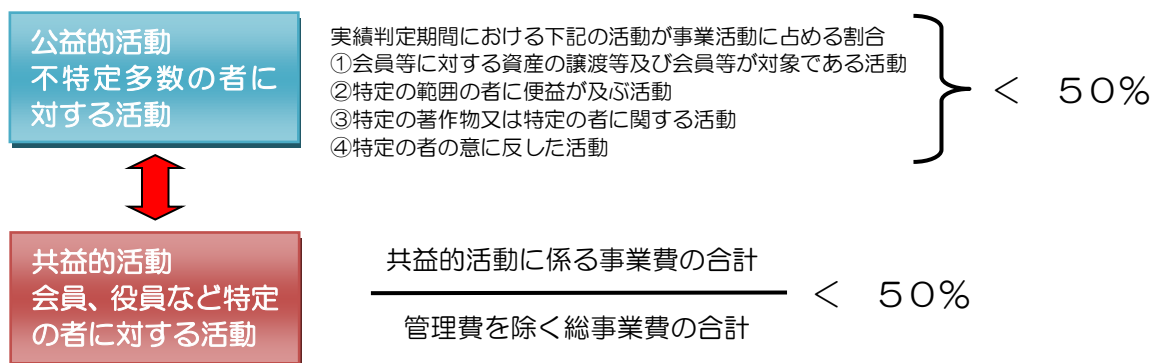 公益的活動
不特定多数の者に
対する活動
実績判定期間における下記の活動が事業活動に占める割合
①会員等に対する資産の譲渡等及び会員等が対象である活動
②特定の範囲の者に便益が及ぶ活動
③特定の著作物又は特定の者に関する活動
④特定の者の意に反した活動
＜ ５０％
共益的活動
会員、役員など特定
の者に対する活動
共益的活動に係る事業費の合計
管理費を除く総事業費の合計
＜ ５０％